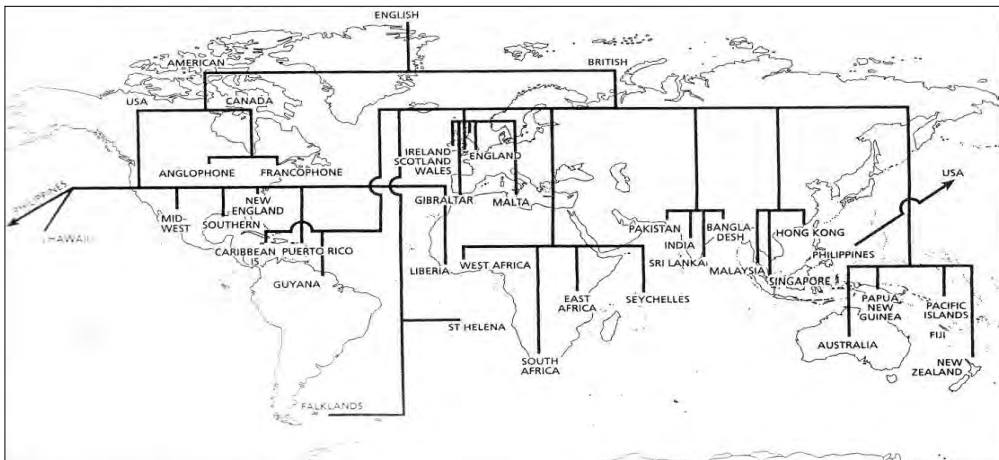 ENGLISH
AMERICAN
BRITISH
USA
CANADA
ANGLOPHONE
FRANCOPHONE
IRELAND
SCOTLAND
WALES
ENGLAND
GIBRALTAR
MALTA
PHILIPPINES
HAWAII
MID-
WEST
SOUTHERN
NEW
ENGLAND
CARIBBEAN
IS
PUERTO RICO
GUYANA
LIBERIA
WEST AFRICA
EAST
AFRICA
SEYCHELLES
ST HELENA
SOUTH
AFRICA
FALKLANDS
PAKISTAN
INDIA
BANGLA-
DESH
SRI LANKA
MALAYSIA
SINGAPORE
HONG KONG
USA
PHILIPPINES
PAPUA
NEW
GUINEA
PACIFIC
ISLANDS
FIJI
AUSTRALIA
NEW
ZEALAND